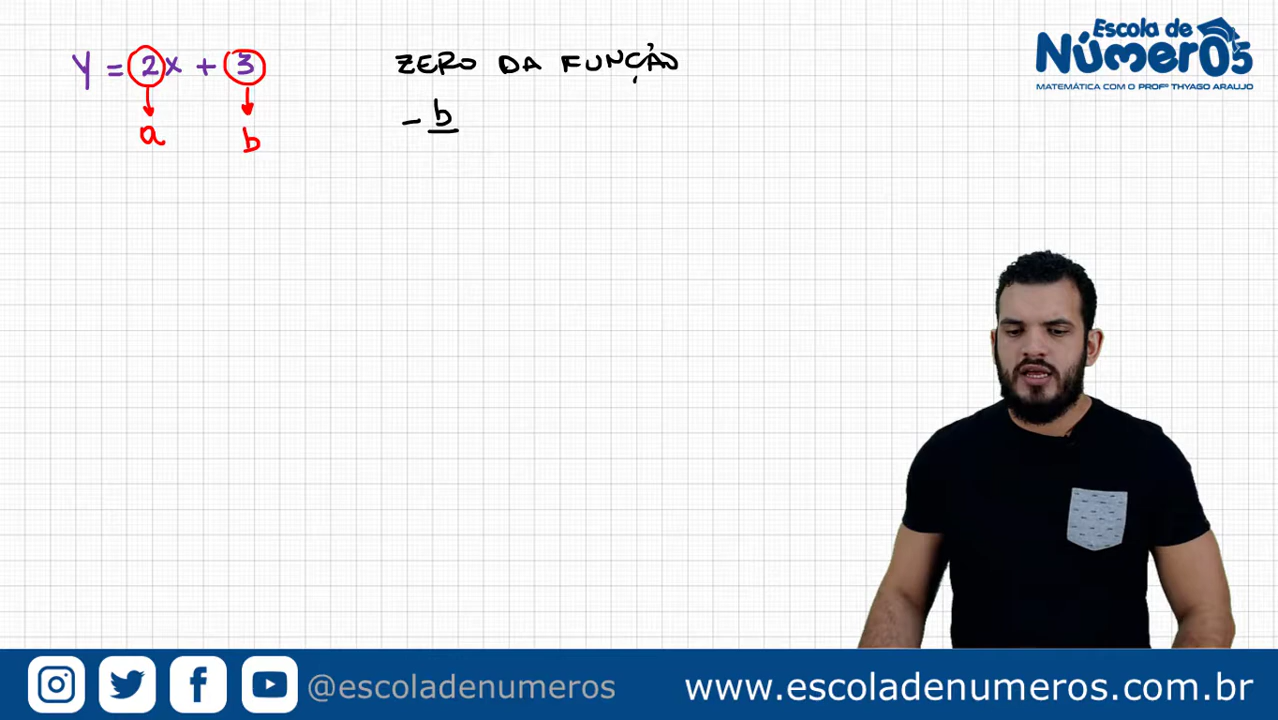 y = 2x + 3
a b
ZERO DA FUNÇÃO
- b
Escola de
NúmerOs
MATEMÁTICA COM O PROFº THYAGO ARAUJO
@escoladenumeros
www.escoladenumeros.com.br